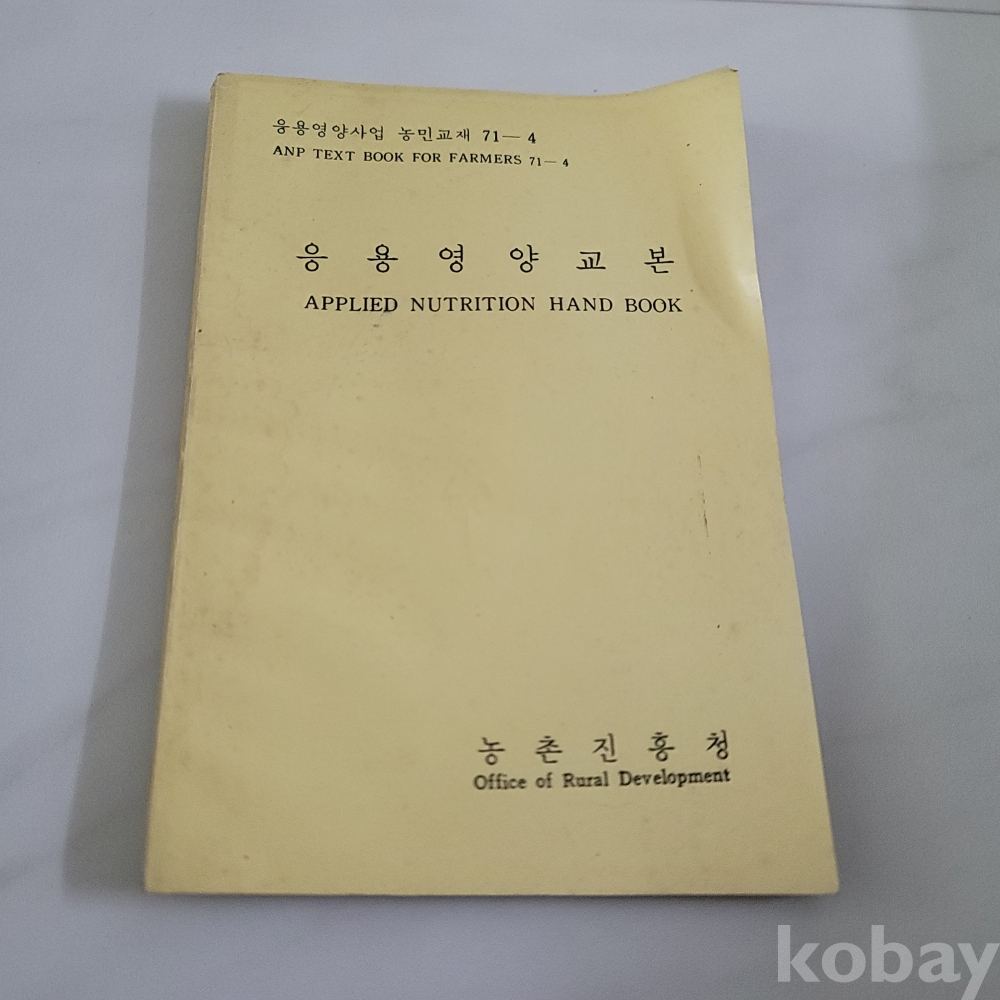 응용영양사업 농민교재 71— 4
ANP TEXT BOOK FOR FARMERS 71— 4
응 용 영 양 교 본
APPLIED NUTRITION HAND BOOK
농 촌 진 흥 청
Office of Rural Development
kobay